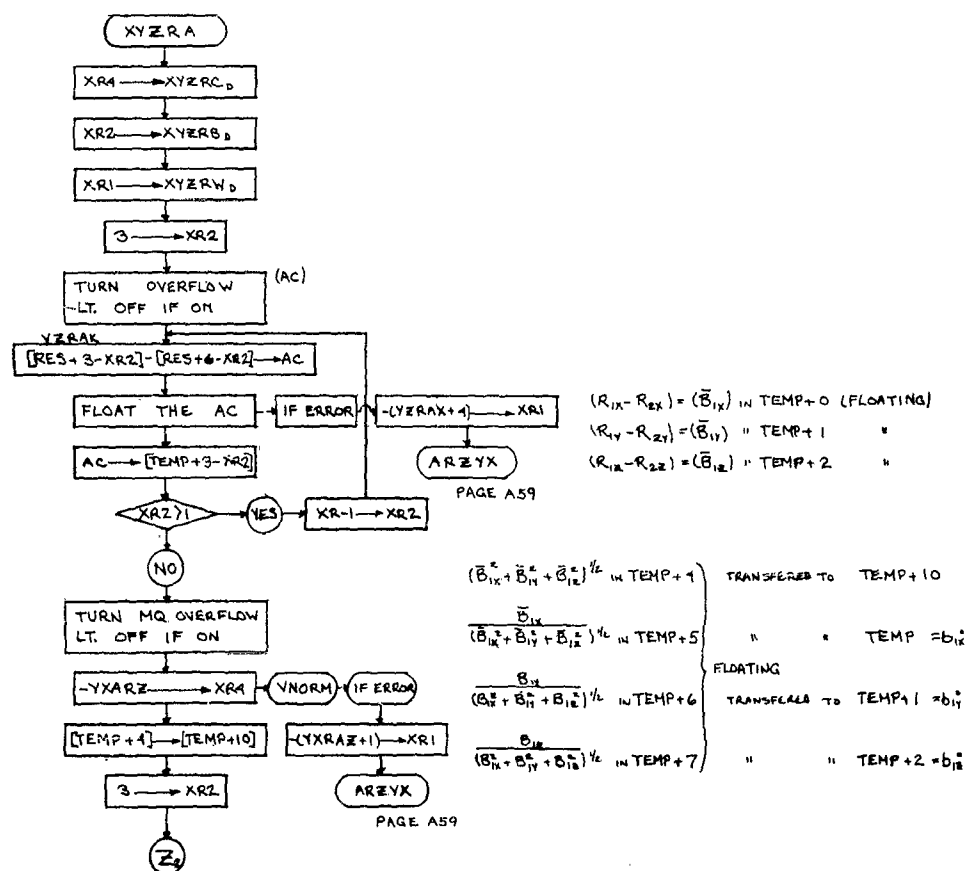 XYZRA
XR4 → XYZRC_D
XR2 → XYZRB_D
XR1 → XYZRW_D
3 → XR2
TURN OVERFLOW (AC)
LT. OFF IF ON
YZRAX
[RES+3-XR2]-[RES+6-XR2] → AC
FLOAT THE AC
IF ERROR
-(YZRAX+4) → XR1
ARZYX
PAGE A59
AC → [TEMP+3-XR2]
XR2>1
YES
XR-1 → XR2
NO
TURN MQ OVERFLOW
LT. OFF IF ON
-YXARZ → XR4
VNORM
IF ERROR
[TEMP+4] → [TEMP+10]
-(YXRAZ+1) → XR1
3 → XR2
ARZYX
PAGE A59
Z₂
(R₁X-R₂X)=(B̄₁X) IN TEMP+0 (FLOATING)
(R₁Y-R₂Y)=(B̄₁Y) " TEMP+1 "
(R₁Z-R₂Z)=(B̄₁Z) " TEMP+2 "
(B̄₁X²+B̄₁Y²+B̄₁Z²)^1/2 IN TEMP+4 TRANSFERED TO TEMP+10
B̄₁X
(B̄₁X²+B̄₁Y²+B̄₁Z²)^1/2 IN TEMP+5 " " TEMP =b₁X°
FLOATING
B₁Y
(B₁X²+B₁Y²+B₁Z²)^1/2 IN TEMP+6 TRANSFERED TO TEMP+1 =b₁Y°
B₁Z
(B₁X²+B₁Y²+B₁Z²)^1/2 IN TEMP+7 " " TEMP+2 =b₁Z°